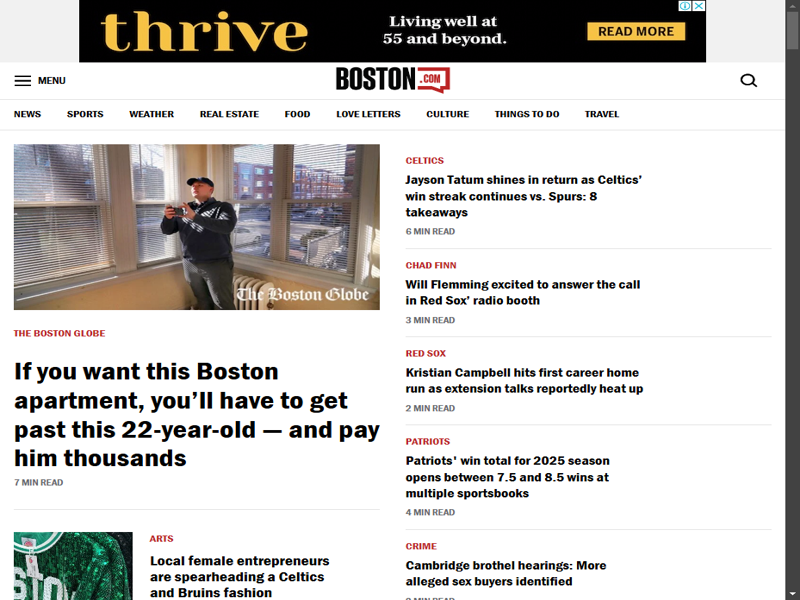 thrive
Living well at
55 and beyond.
READ MORE
MENU
BOSTON.COM
NEWS
SPORTS
WEATHER
REAL ESTATE
FOOD
LOVE LETTERS
CULTURE
THINGS TO DO
TRAVEL
The Boston Globe
THE BOSTON GLOBE
If you want this Boston
apartment, you’ll have to get
past this 22-year-old — and pay
him thousands
7 MIN READ
ARTS
Local female entrepreneurs
are spearheading a Celtics
and Bruins fashion
CELTICS
Jayson Tatum shines in return as Celtics’
win streak continues vs. Spurs: 8
takeaways
6 MIN READ
CHAD FINN
Will Flemming excited to answer the call
in Red Sox’ radio booth
3 MIN READ
RED SOX
Kristian Campbell hits first career home
run as extension talks reportedly heat up
2 MIN READ
PATRIOTS
Patriots' win total for 2025 season
opens between 7.5 and 8.5 wins at
multiple sportsbooks
4 MIN READ
CRIME
Cambridge brothel hearings: More
alleged sex buyers identified